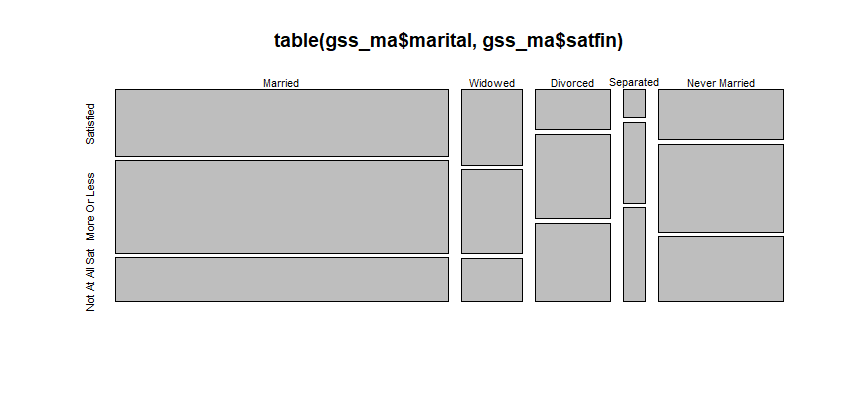 table(gss_ma$marital, gss_ma$satfin)
Married
Widowed
Divorced
Separated
Never Married
Satisfied
More Or Less
Not At All Sat